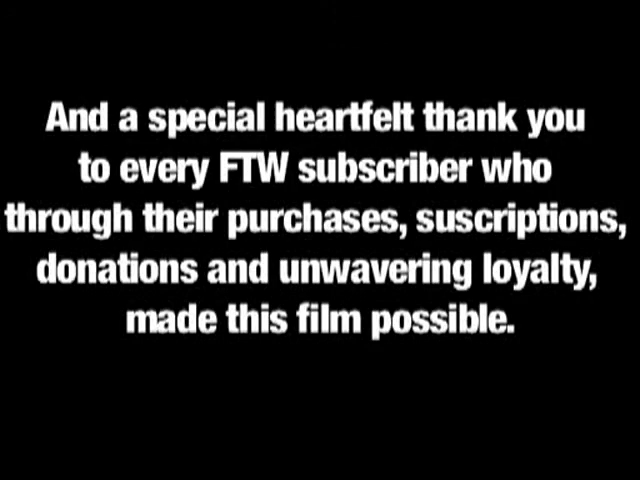 And a special heartfelt thank you
to every FTW subscriber who
through their purchases, suscriptions,
donations and unwavering loyalty,
made this film possible.